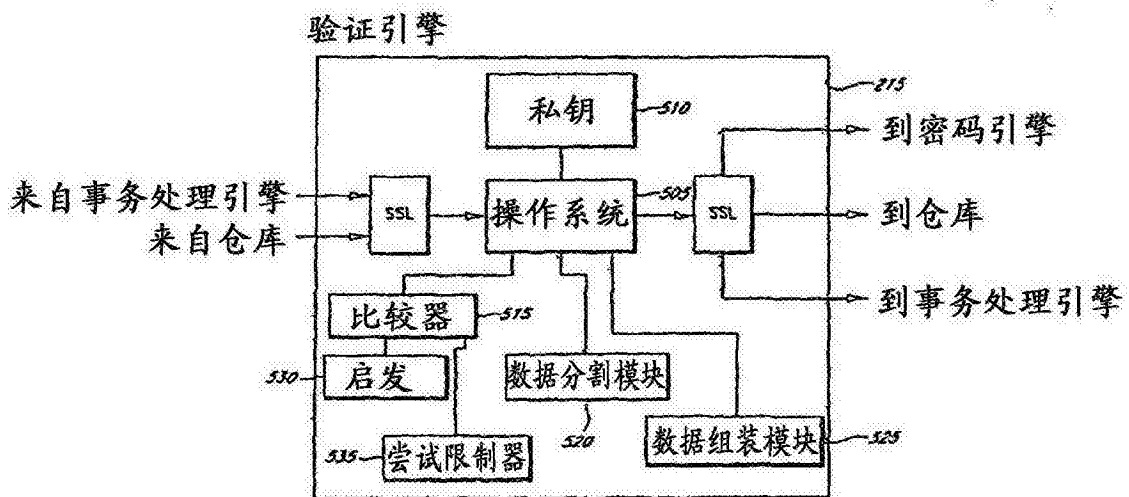 验证引擎
215
私钥
510
到密码引擎
来自事务处理引擎
SSL
操作系统
505
SSL
到仓库
来自仓库
到事务处理引擎
比较器
515
530
启发
数据分割模块
520
535
尝试限制器
数据组装模块
525